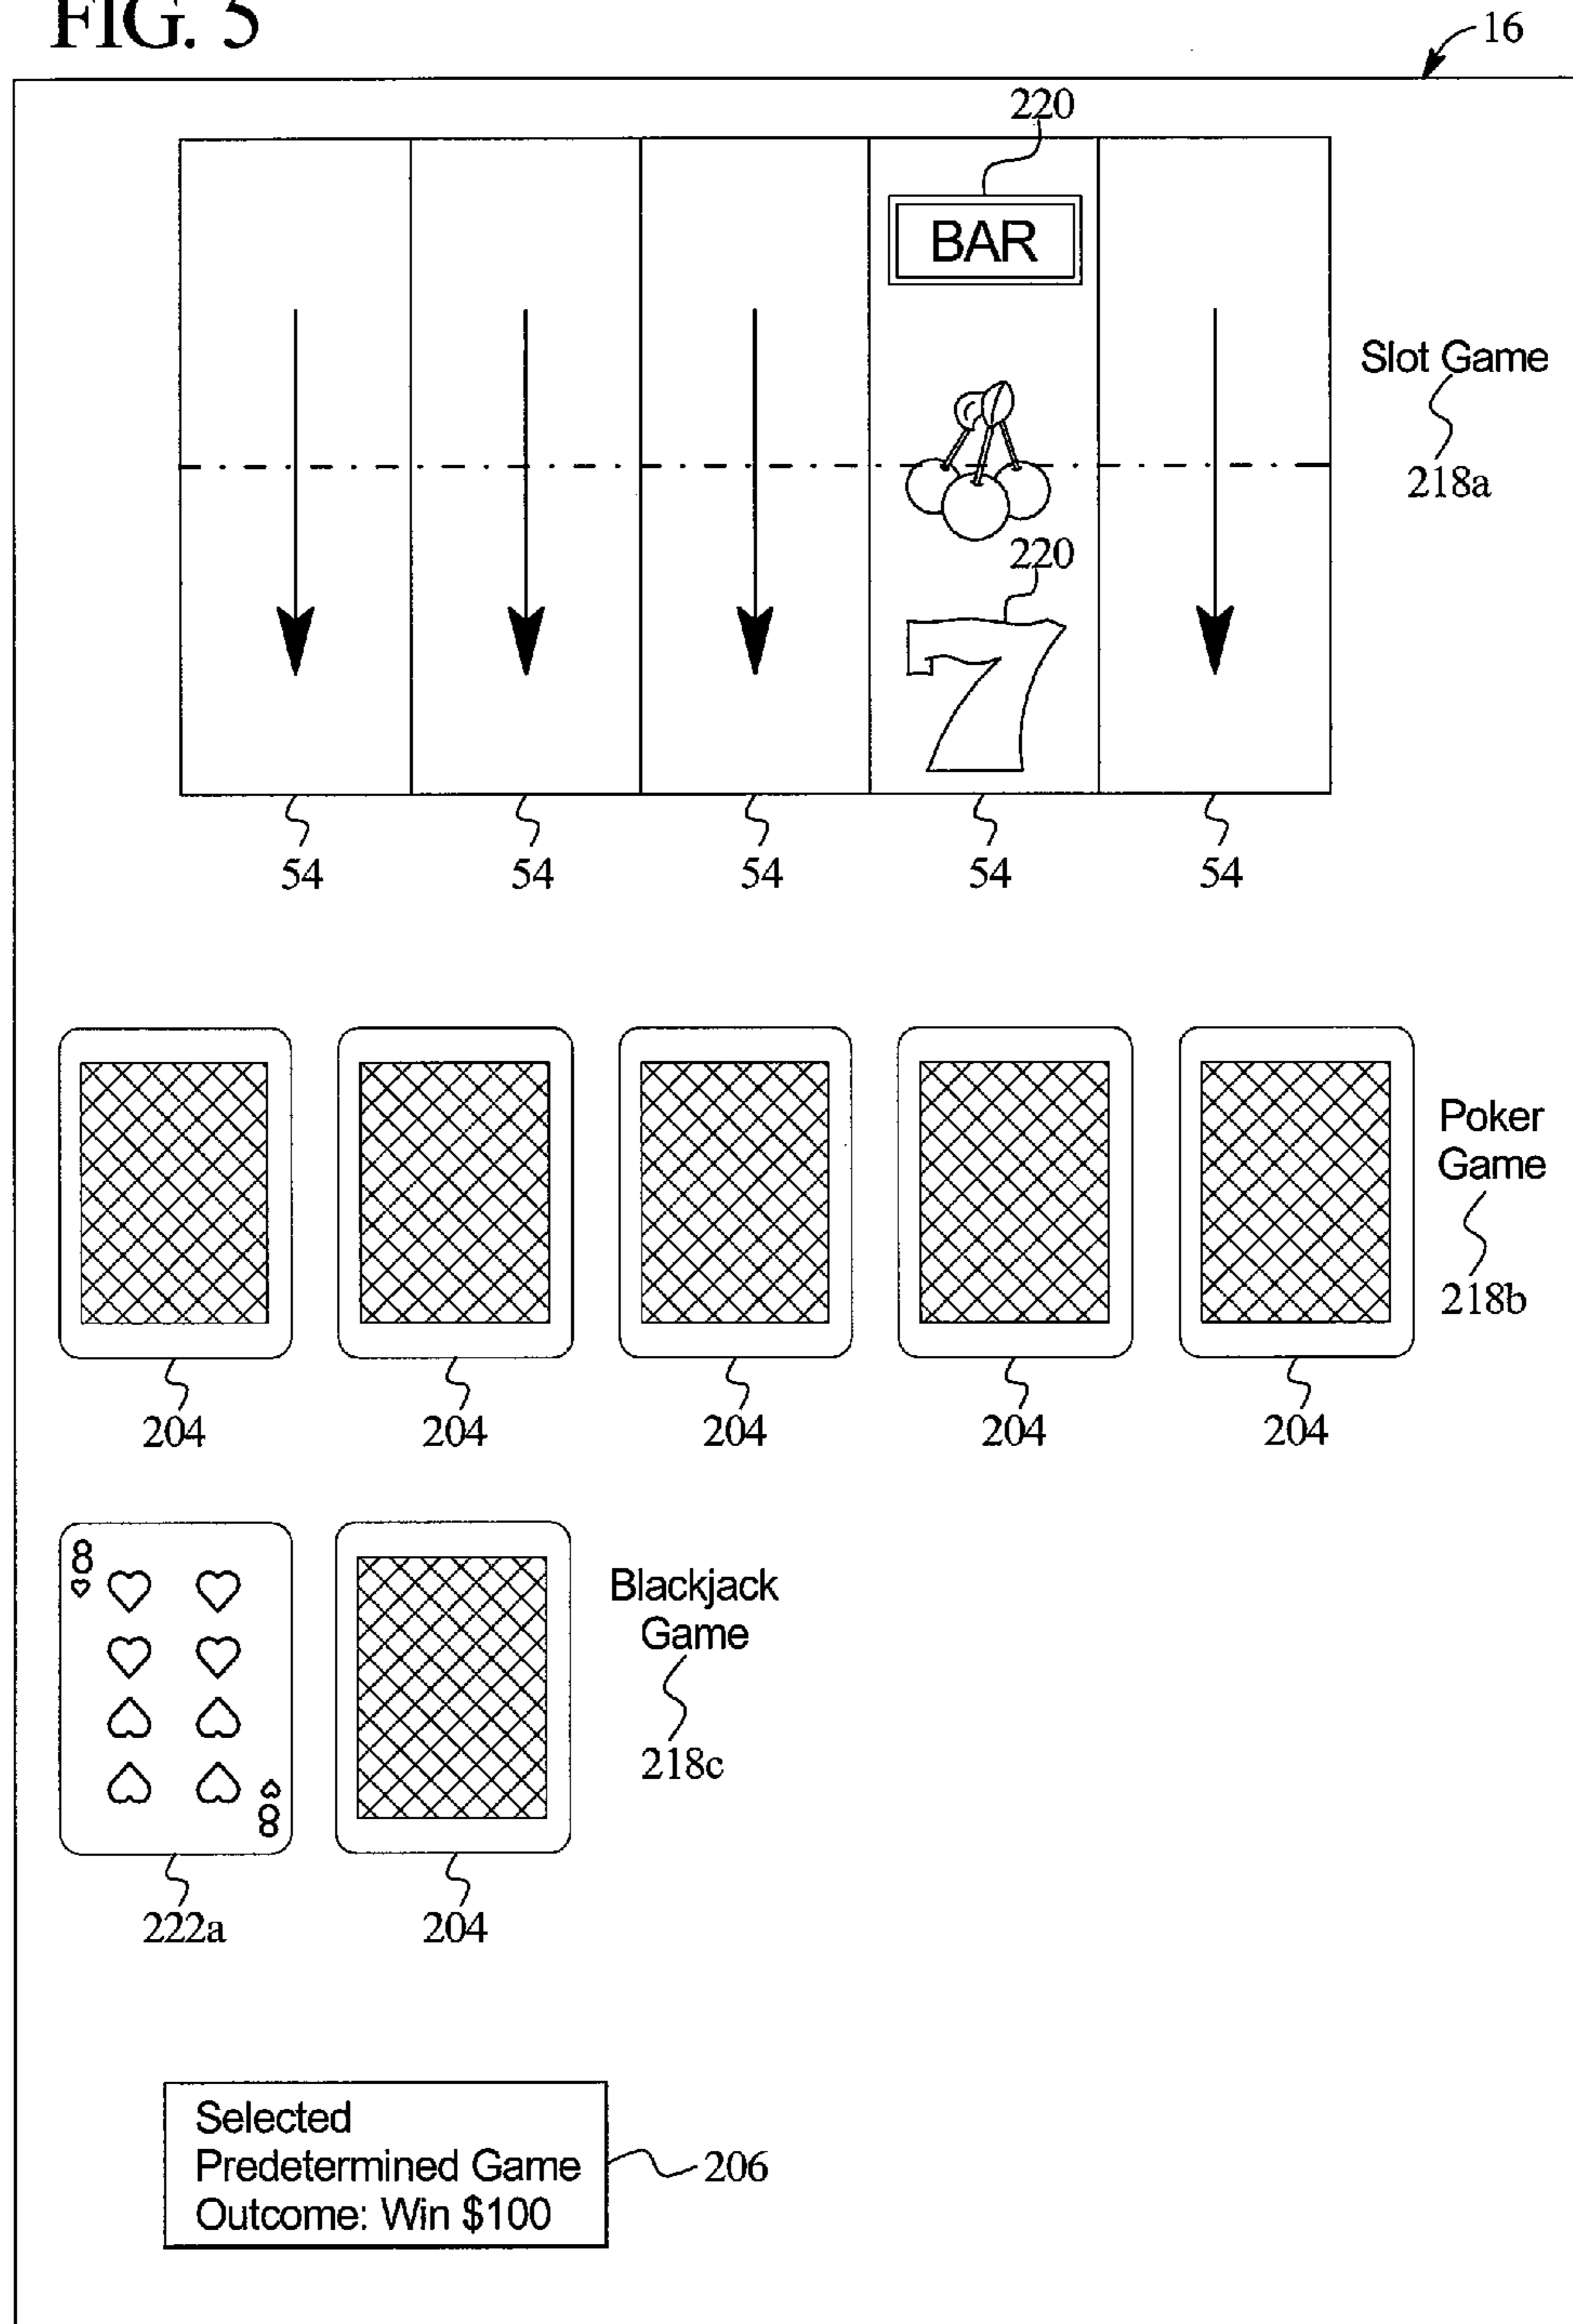 FIG. 5
16
220
BAR
Slot Game
218a
220
7
54 54 54 54 54
Poker
Game
218b
204 204 204 204 204
8
8
Blackjack
Game
218c
222a 204
Selected
Predetermined Game
Outcome: Win $100
206